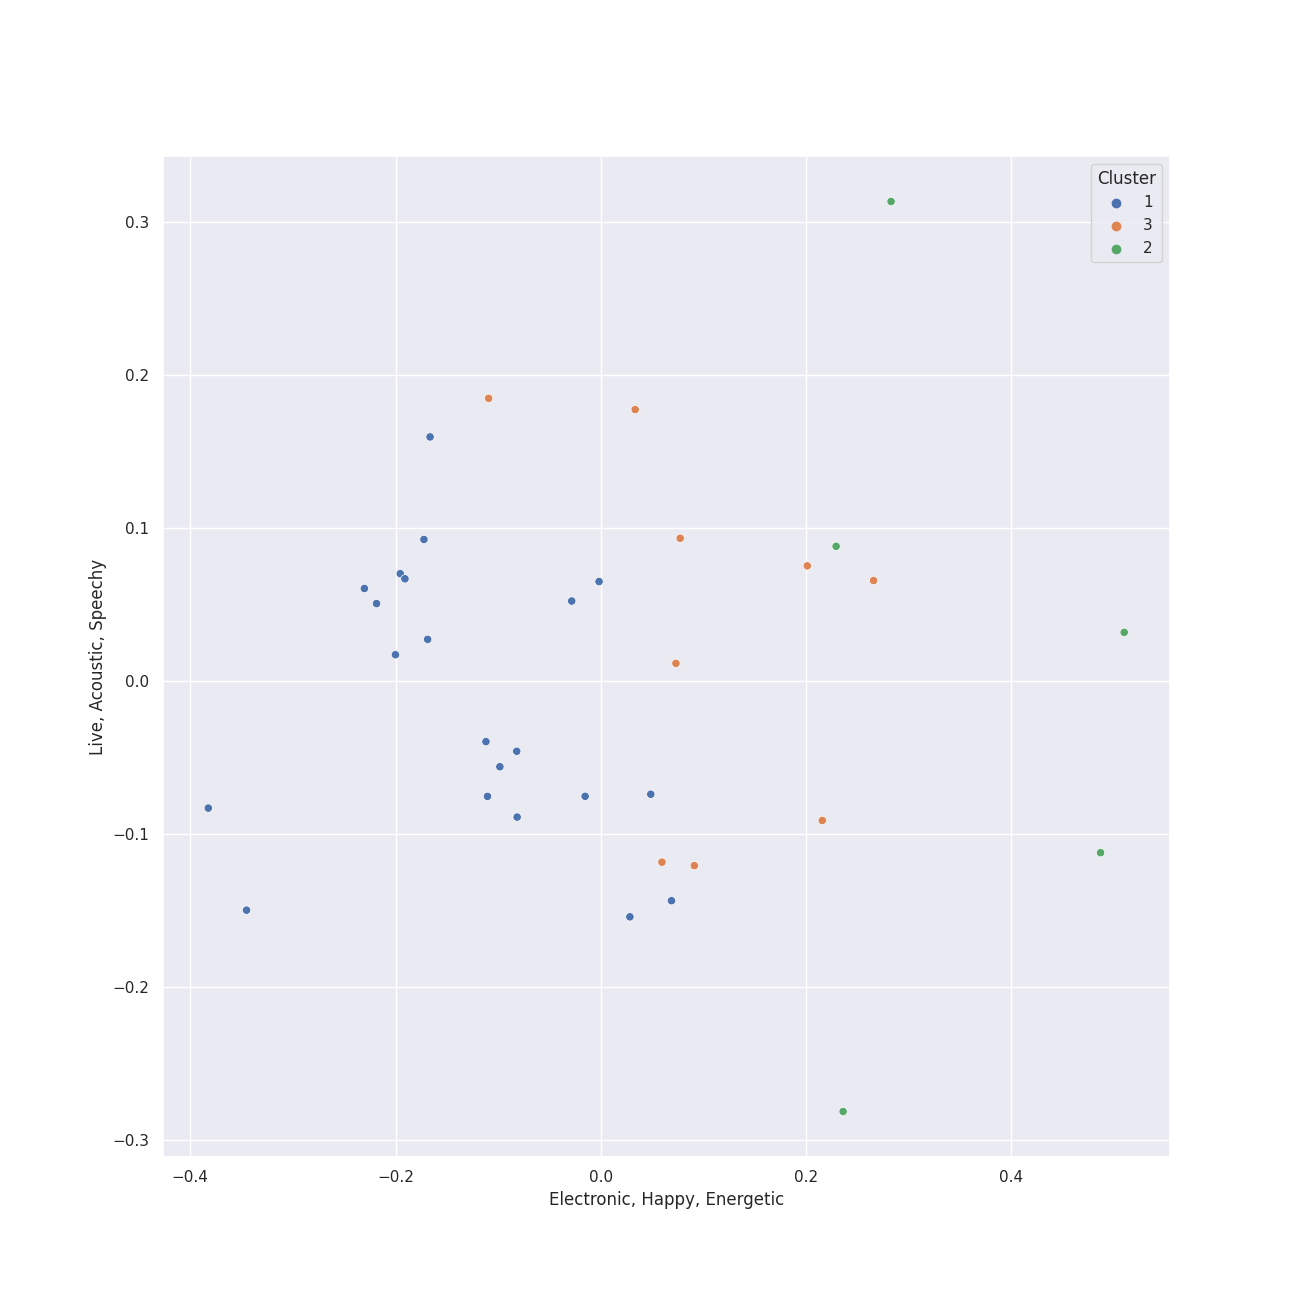 Cluster
1
3
2
0.3
0.2
0.1
0.0
−0.1
−0.2
−0.3
Live, Acoustic, Speechy
−0.4 −0.2 0.0 0.2 0.4
Electronic, Happy, Energetic